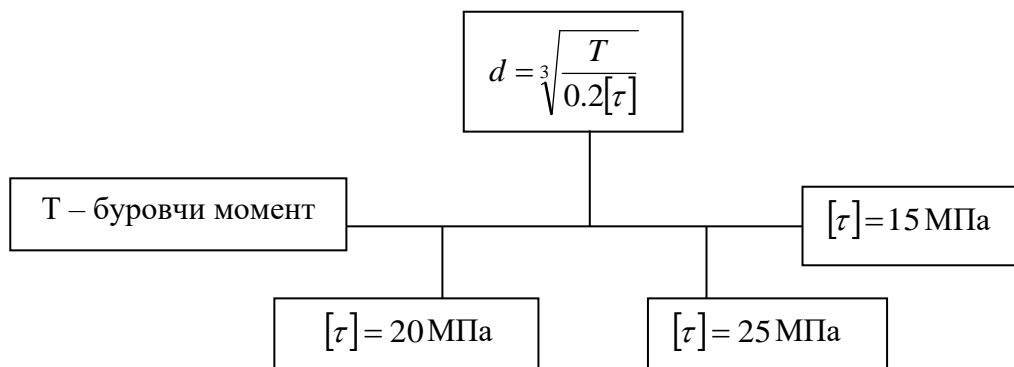 d = ∛(T / 0.2[τ])
Т – буровчи момент
[τ] = 15 МПа
[τ] = 20 МПа
[τ] = 25 МПа